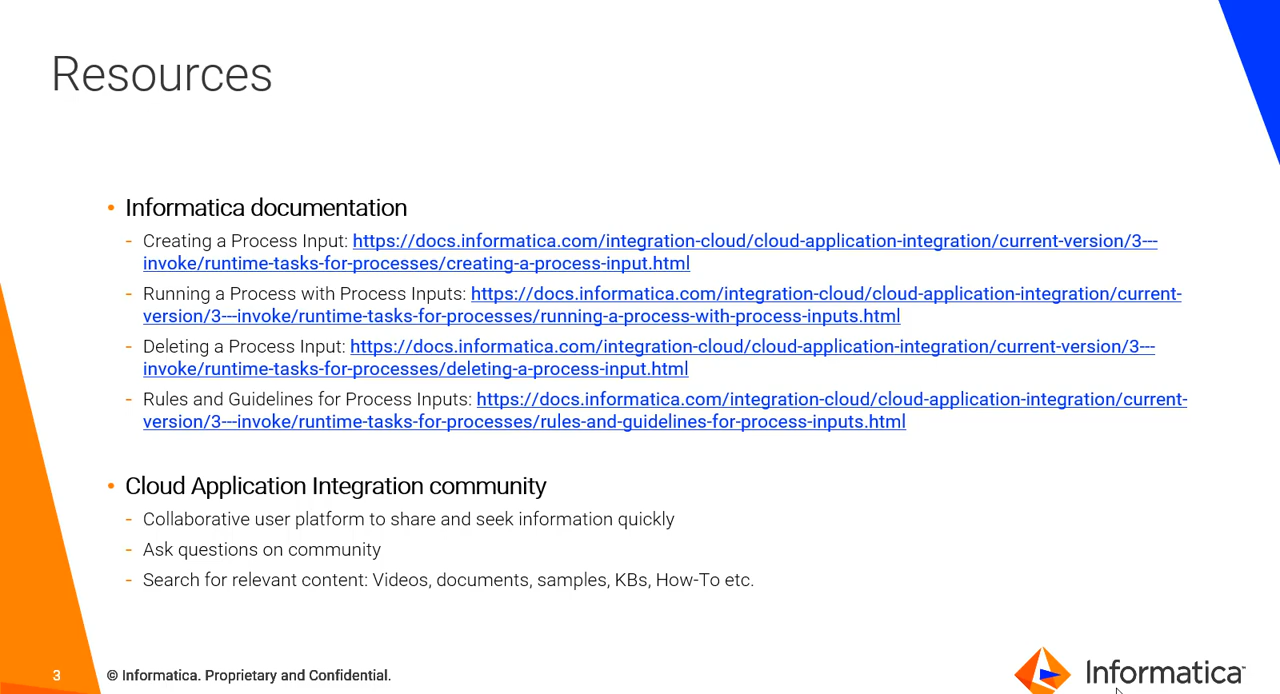 Resources
• Informatica documentation
- Creating a Process Input: https://docs.informatica.com/integration-cloud/cloud-application-integration/current-version/3---
invoke/runtime-tasks-for-processes/creating-a-process-input.html
- Running a Process with Process Inputs: https://docs.informatica.com/integration-cloud/cloud-application-integration/current-
version/3---invoke/runtime-tasks-for-processes/running-a-process-with-process-inputs.html
- Deleting a Process Input: https://docs.informatica.com/integration-cloud/cloud-application-integration/current-version/3---
invoke/runtime-tasks-for-processes/deleting-a-process-input.html
- Rules and Guidelines for Process Inputs: https://docs.informatica.com/integration-cloud/cloud-application-integration/current-
version/3---invoke/runtime-tasks-for-processes/rules-and-guidelines-for-process-inputs.html
• Cloud Application Integration community
- Collaborative user platform to share and seek information quickly
- Ask questions on community
- Search for relevant content: Videos, documents, samples, KBs, How-To etc.
3
© Informatica. Proprietary and Confidential.
Informatica™